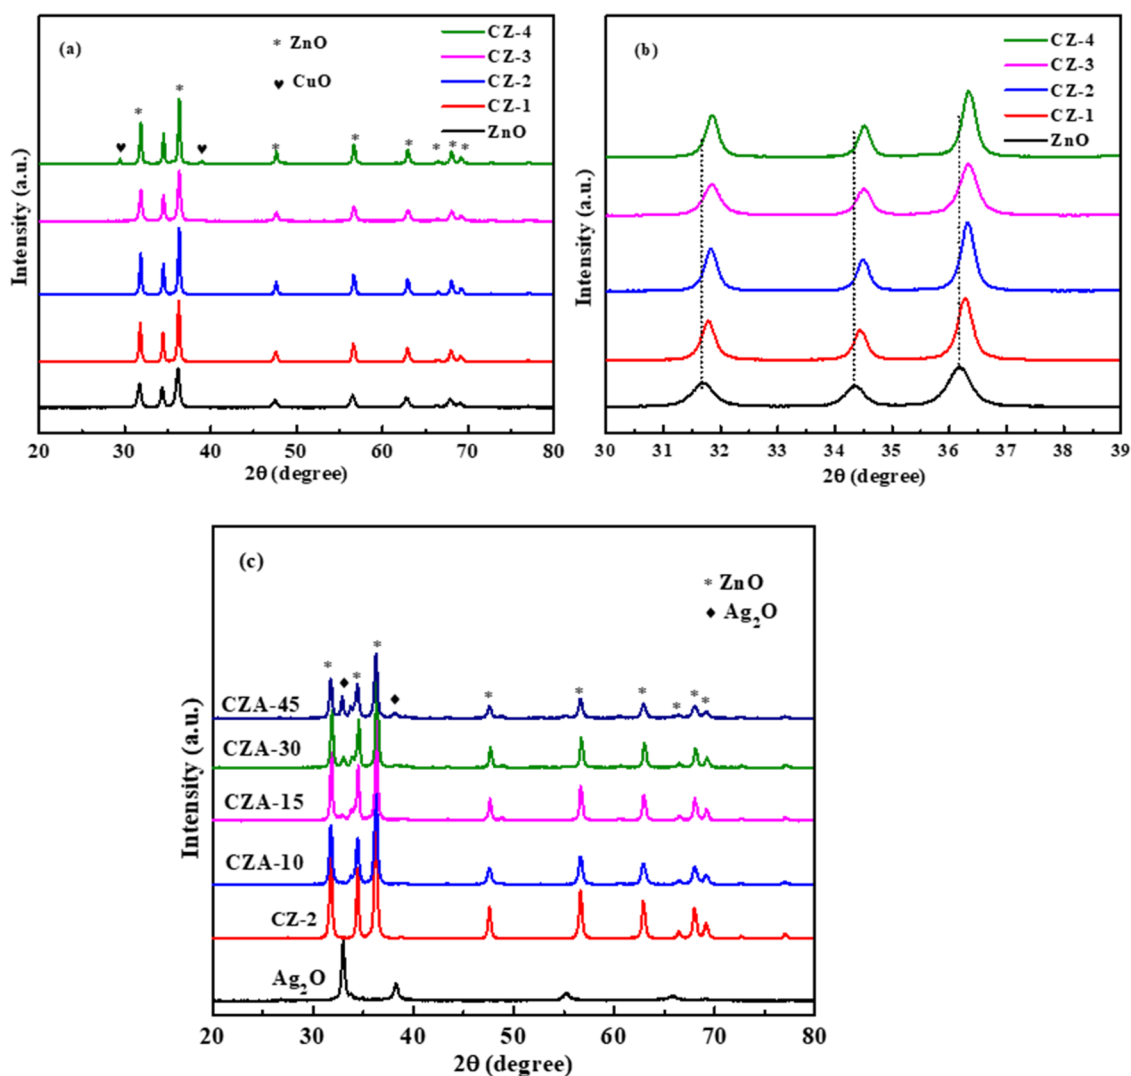 (a)
* ZnO
♥ CuO
CZ-4
CZ-3
CZ-2
CZ-1
ZnO
Intensity (a.u.)
20 30 40 50 60 70 80
2θ (degree)
(b)
CZ-4
CZ-3
CZ-2
CZ-1
ZnO
Intensity (a.u.)
30 31 32 33 34 35 36 37 38 39
2θ (degree)
(c)
* ZnO
♦ Ag₂O
CZA-45
CZA-30
CZA-15
CZA-10
CZ-2
Ag₂O
Intensity (a.u.)
20 30 40 50 60 70 80
2θ (degree)